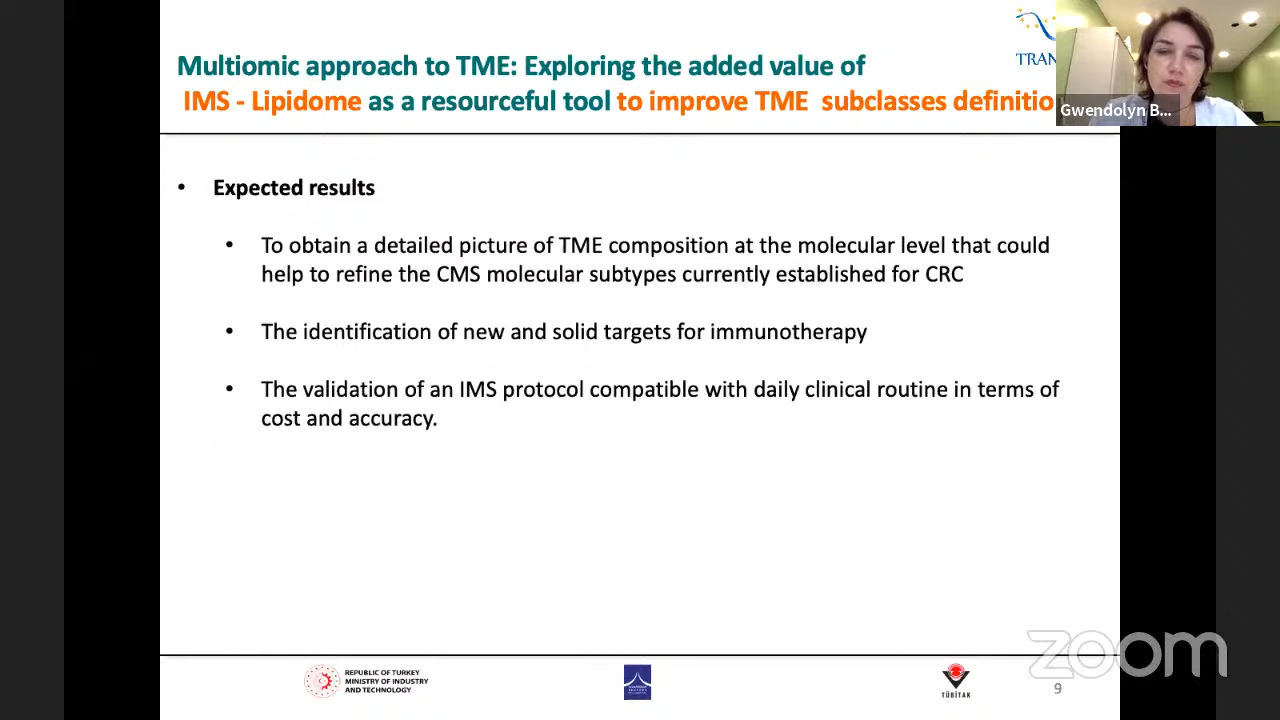 Multiomic approach to TME: Exploring the added value of
IMS - Lipidome as a resourceful tool to improve TME subclasses definitio
TRAN
Gwendolyn B...
• Expected results
• To obtain a detailed picture of TME composition at the molecular level that could
help to refine the CMS molecular subtypes currently established for CRC
• The identification of new and solid targets for immunotherapy
• The validation of an IMS protocol compatible with daily clinical routine in terms of
cost and accuracy.
REPUBLIC OF TURKEY
MINISTRY OF INDUSTRY
AND TECHNOLOGY
TÜBİTAK
9
zoom